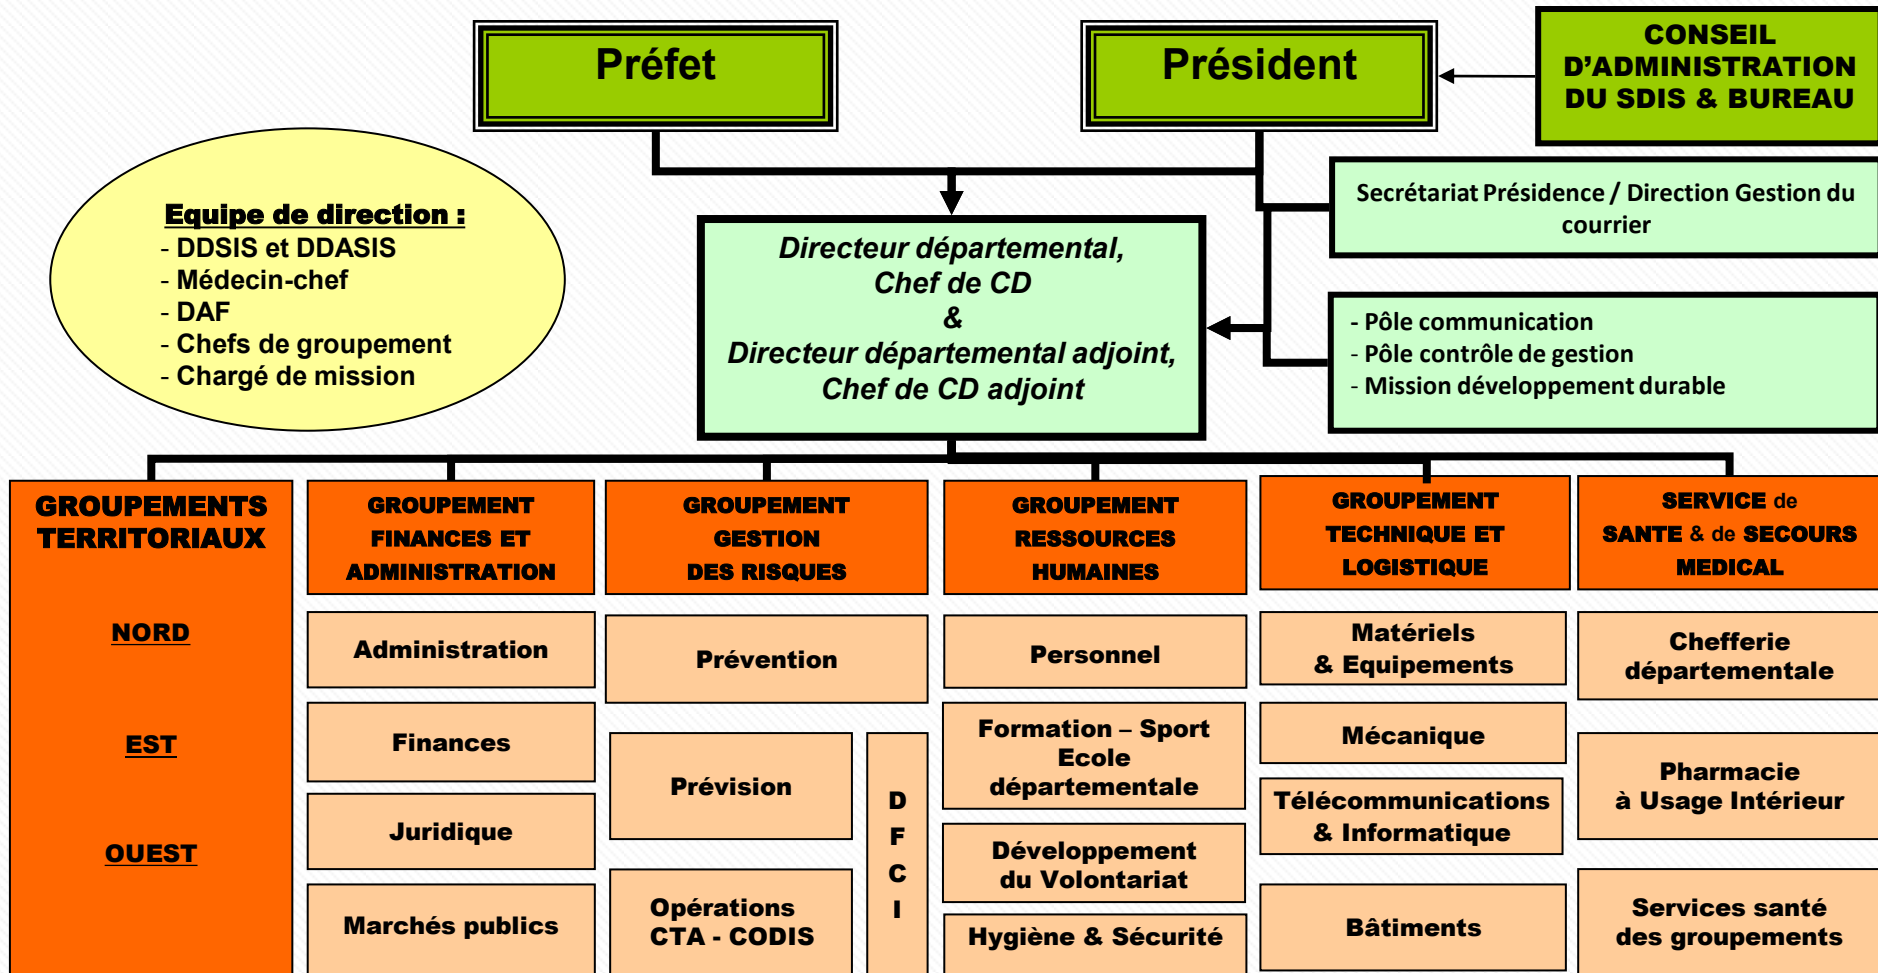 Préfet
Président
CONSEIL
D'ADMINISTRATION
DU SDIS & BUREAU
Equipe de direction :
- DDSIS et DDASIS
- Médecin-chef
- DAF
- Chefs de groupement
- Chargé de mission
Directeur départemental,
Chef de CD
&
Directeur départemental adjoint,
Chef de CD adjoint
Secrétariat Présidence / Direction Gestion du
courrier
- Pôle communication
- Pôle contrôle de gestion
- Mission développement durable
GROUPEMENTS
TERRITORIAUX
NORD
EST
OUEST
GROUPEMENT
FINANCES ET
ADMINISTRATION
Administration
Finances
Juridique
Marchés publics
GROUPEMENT
GESTION
DES RISQUES
Prévention
Prévision
Opérations
CTA - CODIS
D
F
C
I
GROUPEMENT
RESSOURCES
HUMAINES
Personnel
Formation – Sport
Ecole
départementale
Développement
du Volontariat
Hygiène & Sécurité
GROUPEMENT
TECHNIQUE ET
LOGISTIQUE
Matériels
& Equipements
Mécanique
Télécommunications
& Informatique
Bâtiments
SERVICE de
SANTE & de SECOURS
MEDICAL
Chefferie
départementale
Pharmacie
à Usage Intérieur
Services santé
des groupements